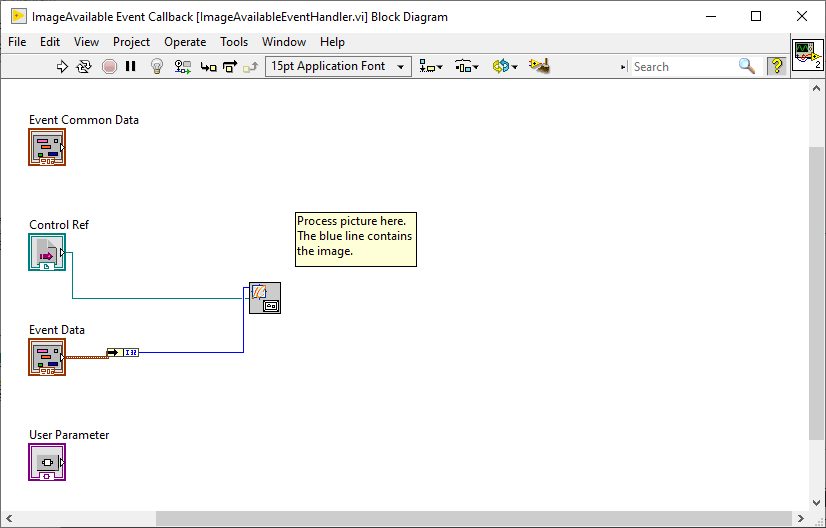 ImageAvailable Event Callback [ImageAvailableEventHandler.vi] Block Diagram
File Edit View Project Operate Tools Window Help
15pt Application Font
Search
?
2
Event Common Data
Control Ref
Process picture here.
The blue line contains
the image.
Event Data
I32
User Parameter